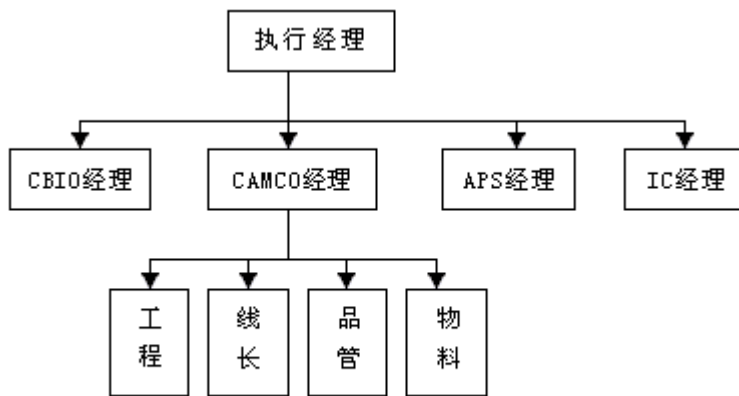 执行经理
CBIO经理
CAMCO经理
APS经理
IC经理
工程
线长
品管
物料